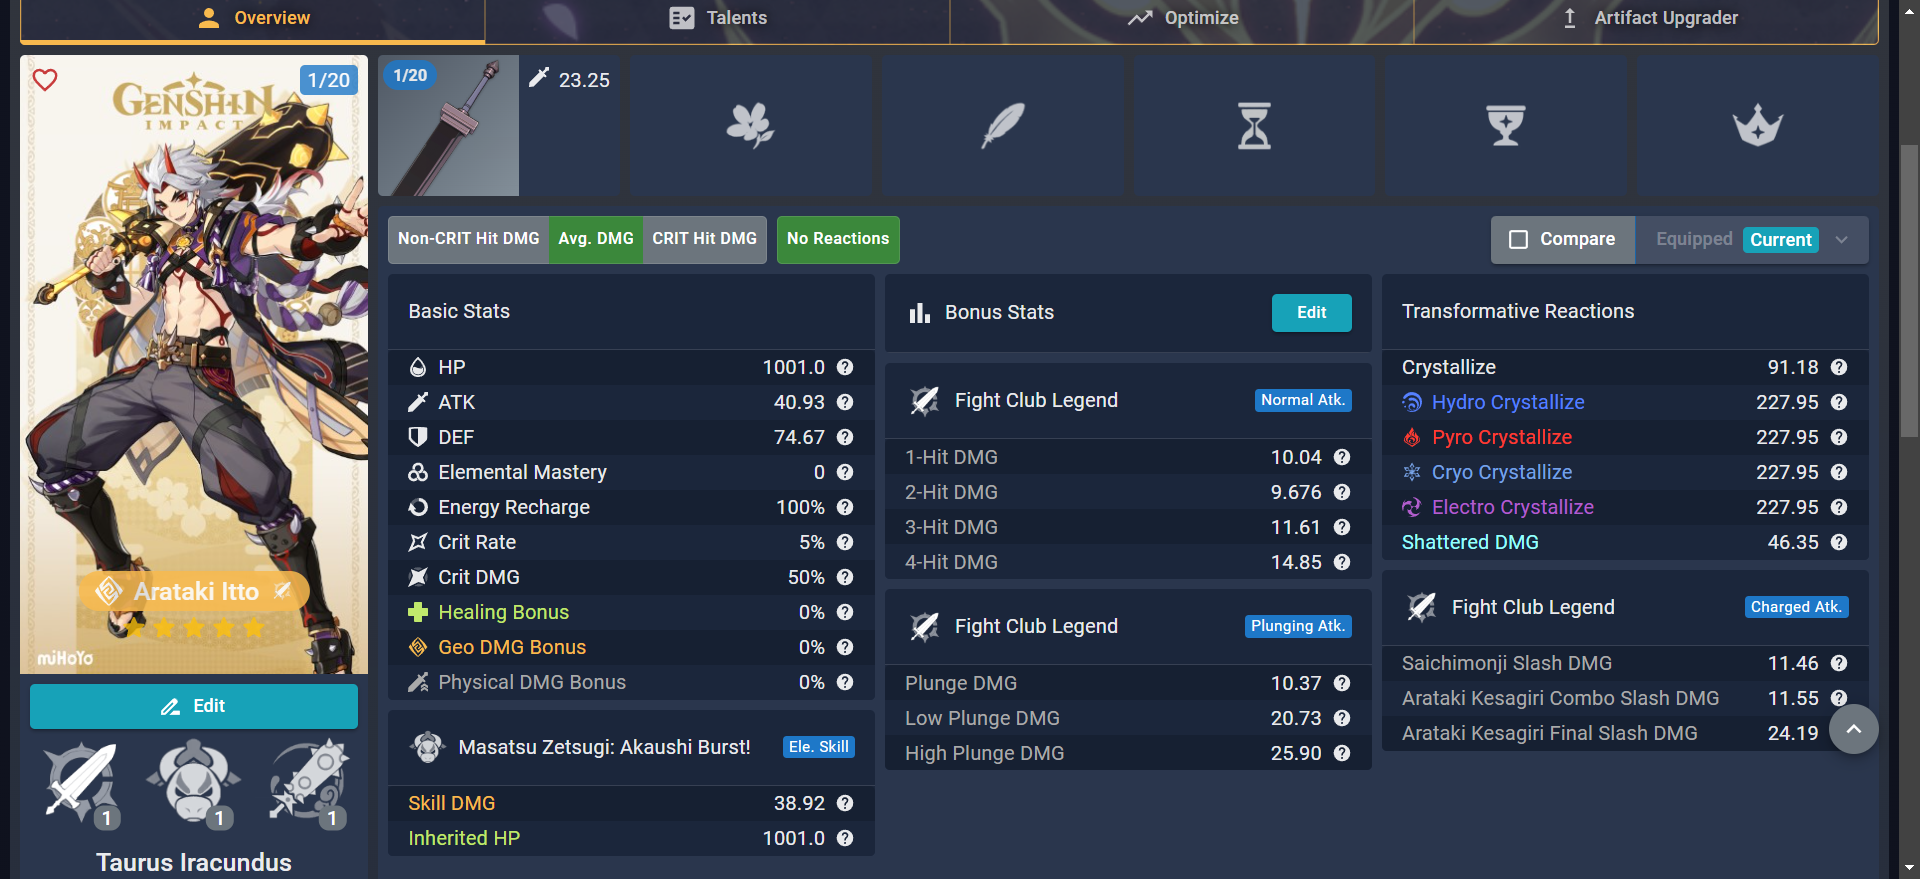 Overview
Talents
Optimize
Artifact Upgrader
GENSHIN
IMPACT
1/20
1/20
23.25
Non-CRIT Hit DMG
Avg. DMG
CRIT Hit DMG
No Reactions
Compare
Equipped
Current
Basic Stats
HP 1001.0
ATK 40.93
DEF 74.67
Elemental Mastery 0
Energy Recharge 100%
Crit Rate 5%
Crit DMG 50%
Healing Bonus 0%
Geo DMG Bonus 0%
Physical DMG Bonus 0%
Masatsu Zetsugi: Akaushi Burst! Ele. Skill
Skill DMG 38.92
Inherited HP 1001.0
Bonus Stats
Edit
Fight Club Legend Normal Atk.
1-Hit DMG 10.04
2-Hit DMG 9.676
3-Hit DMG 11.61
4-Hit DMG 14.85
Fight Club Legend Plunging Atk.
Plunge DMG 10.37
Low Plunge DMG 20.73
High Plunge DMG 25.90
Transformative Reactions
Crystallize 91.18
Hydro Crystallize 227.95
Pyro Crystallize 227.95
Cryo Crystallize 227.95
Electro Crystallize 227.95
Shattered DMG 46.35
Fight Club Legend Charged Atk.
Saichimonji Slash DMG 11.46
Arataki Kesagiri Combo Slash DMG 11.55
Arataki Kesagiri Final Slash DMG 24.19
Arataki Itto
miHoYo
Edit
1
1
1
Taurus Iracundus